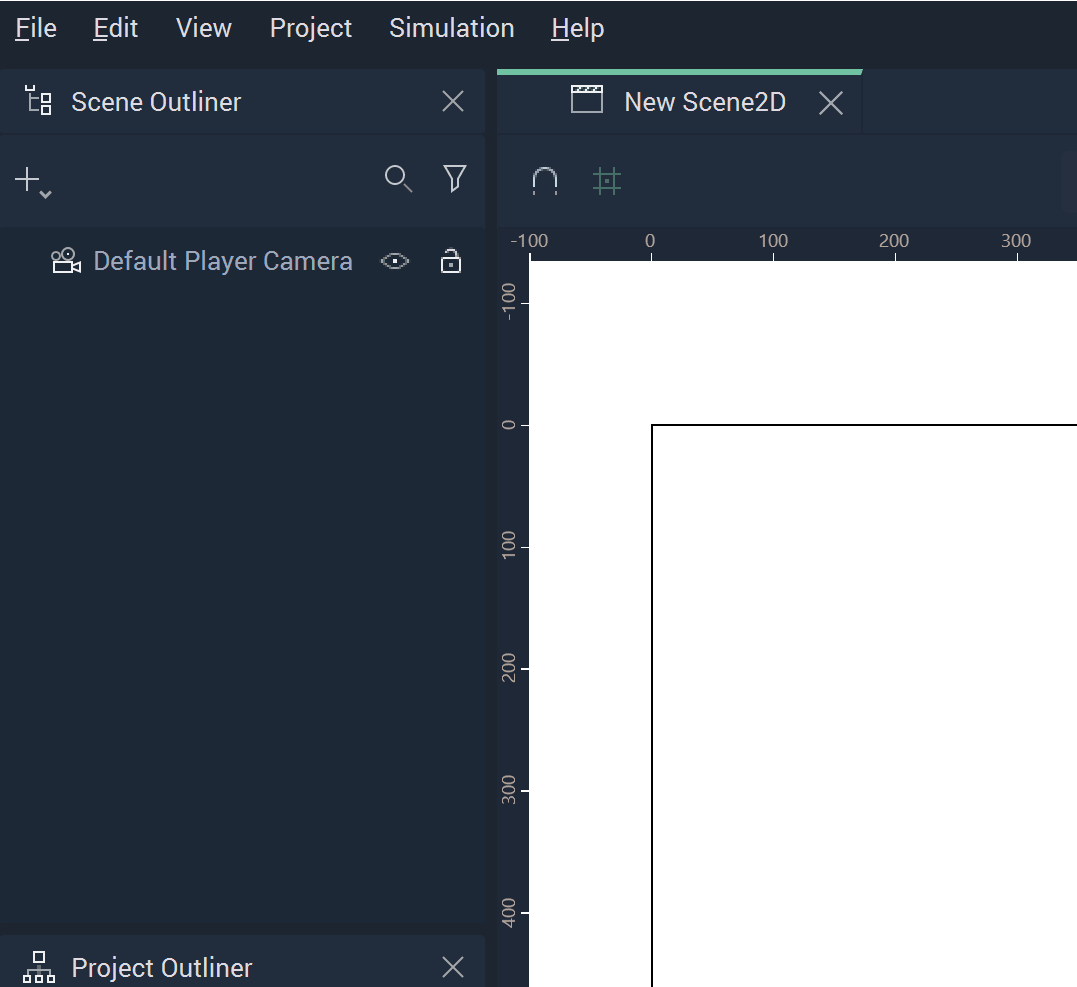 File Edit View Project Simulation Help
Scene Outliner
New Scene2D
-100 0 100 200 300
Default Player Camera
-100
0
100
200
300
400
Project Outliner